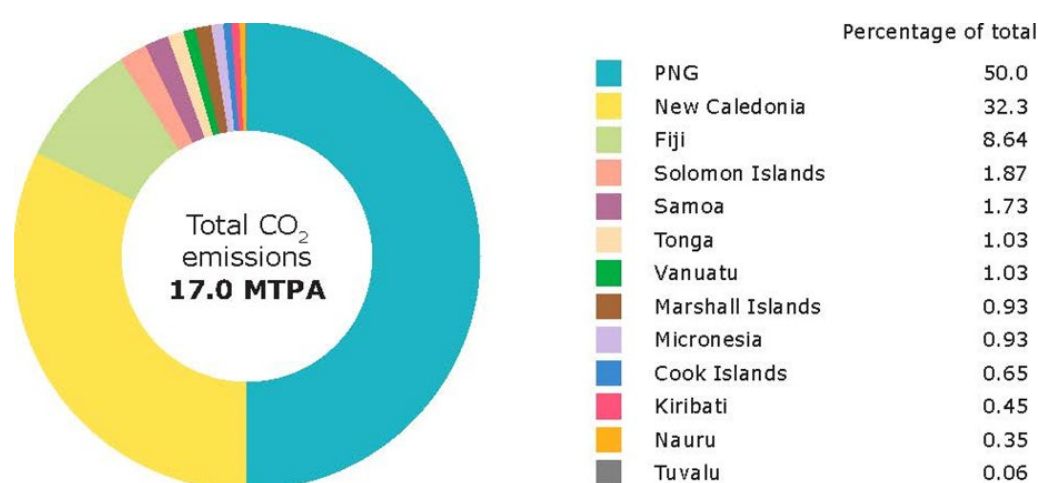 Total CO₂
emissions
17.0 MTPA
Percentage of total
PNG 50.0
New Caledonia 32.3
Fiji 8.64
Solomon Islands 1.87
Samoa 1.73
Tonga 1.03
Vanuatu 1.03
Marshall Islands 0.93
Micronesia 0.93
Cook Islands 0.65
Kiribati 0.45
Nauru 0.35
Tuvalu 0.06